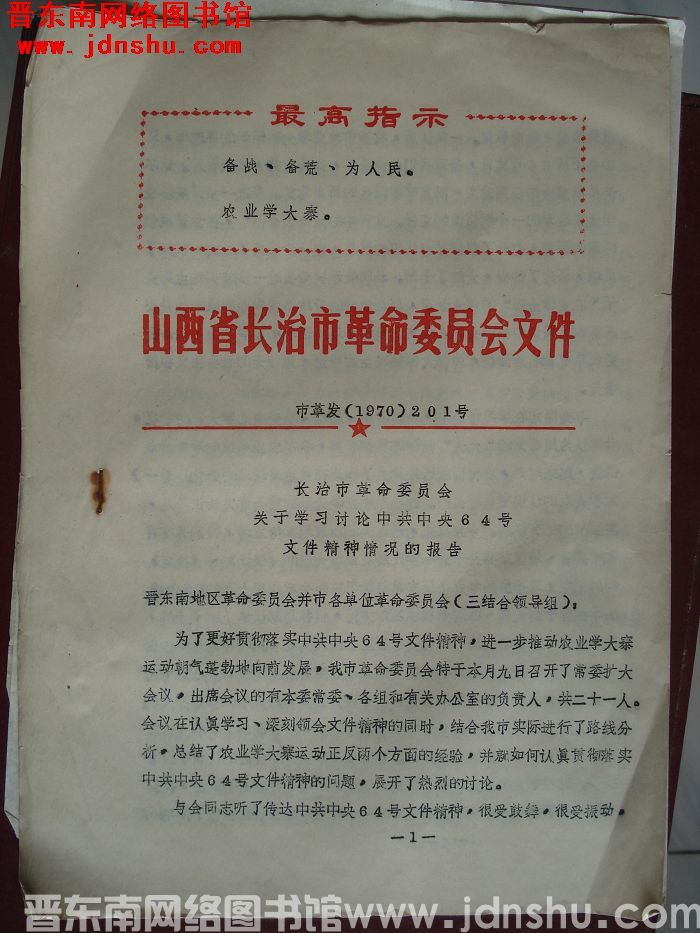 晋东南网络图书馆
www.jdnshu.com
最高指示
备战、备荒、为人民。
农业学大寨。
山西省长治市革命委员会文件
市革发(1970)201号
长治市革命委员会
关于学习讨论中共中央64号
文件精神情况的报告
晋东南地区革命委员会并市各单位革命委员会(三结合领导组):
为了更好贯彻落实中共中央64号文件精神,进一步推动农业学大寨
运动朝气蓬勃地向前发展,我市革命委员会特于本月九日召开了常委扩大
会议。出席会议的有本委常委、各组和有关办公室的负责人,共二十一人。
会议在认眞学习、深刻领会文件精神的同时,结合我市实际进行了路线分
析,总结了农业学大寨运动正反两个方面的经验,并就如何认眞贯彻落实
中共中央64号文件精神的问题,展开了热烈的讨论。
与会同志听了传达中共中央64号文件精神,很受鼓舞,很受振动。
—1—
晋东南网络图书馆 www.jdnshu.com